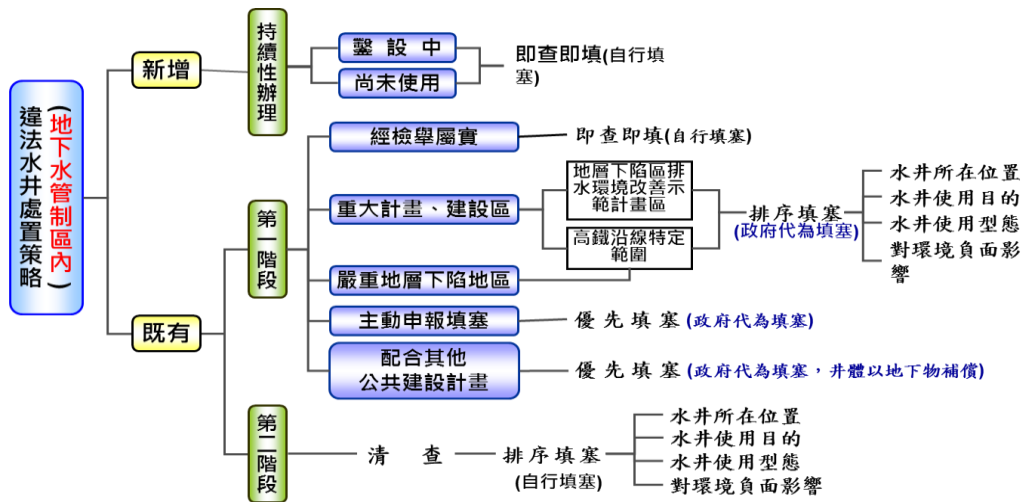 違法水井處置策略
(地下水管制區內)
新增
持續性辦理
鑿設中
尚未使用
即查即填(自行填
塞)
既有
第一階段
經檢舉屬實
即查即填(自行填塞)
重大計畫、建設區
地層下陷區排
水環境改善示
範計畫區
高鐵沿線特定
範圍
排序填塞
(政府代為填塞)
水井所在位置
水井使用目的
水井使用型態
對環境負面影
響
嚴重地層下陷地區
主動申報填塞
優先填塞(政府代為填塞)
配合其他
公共建設計畫
優先填塞(政府代為填塞，井體以地下物補償)
第二階段
清查
排序填塞
(自行填塞)
水井所在位置
水井使用目的
水井使用型態
對環境負面影響